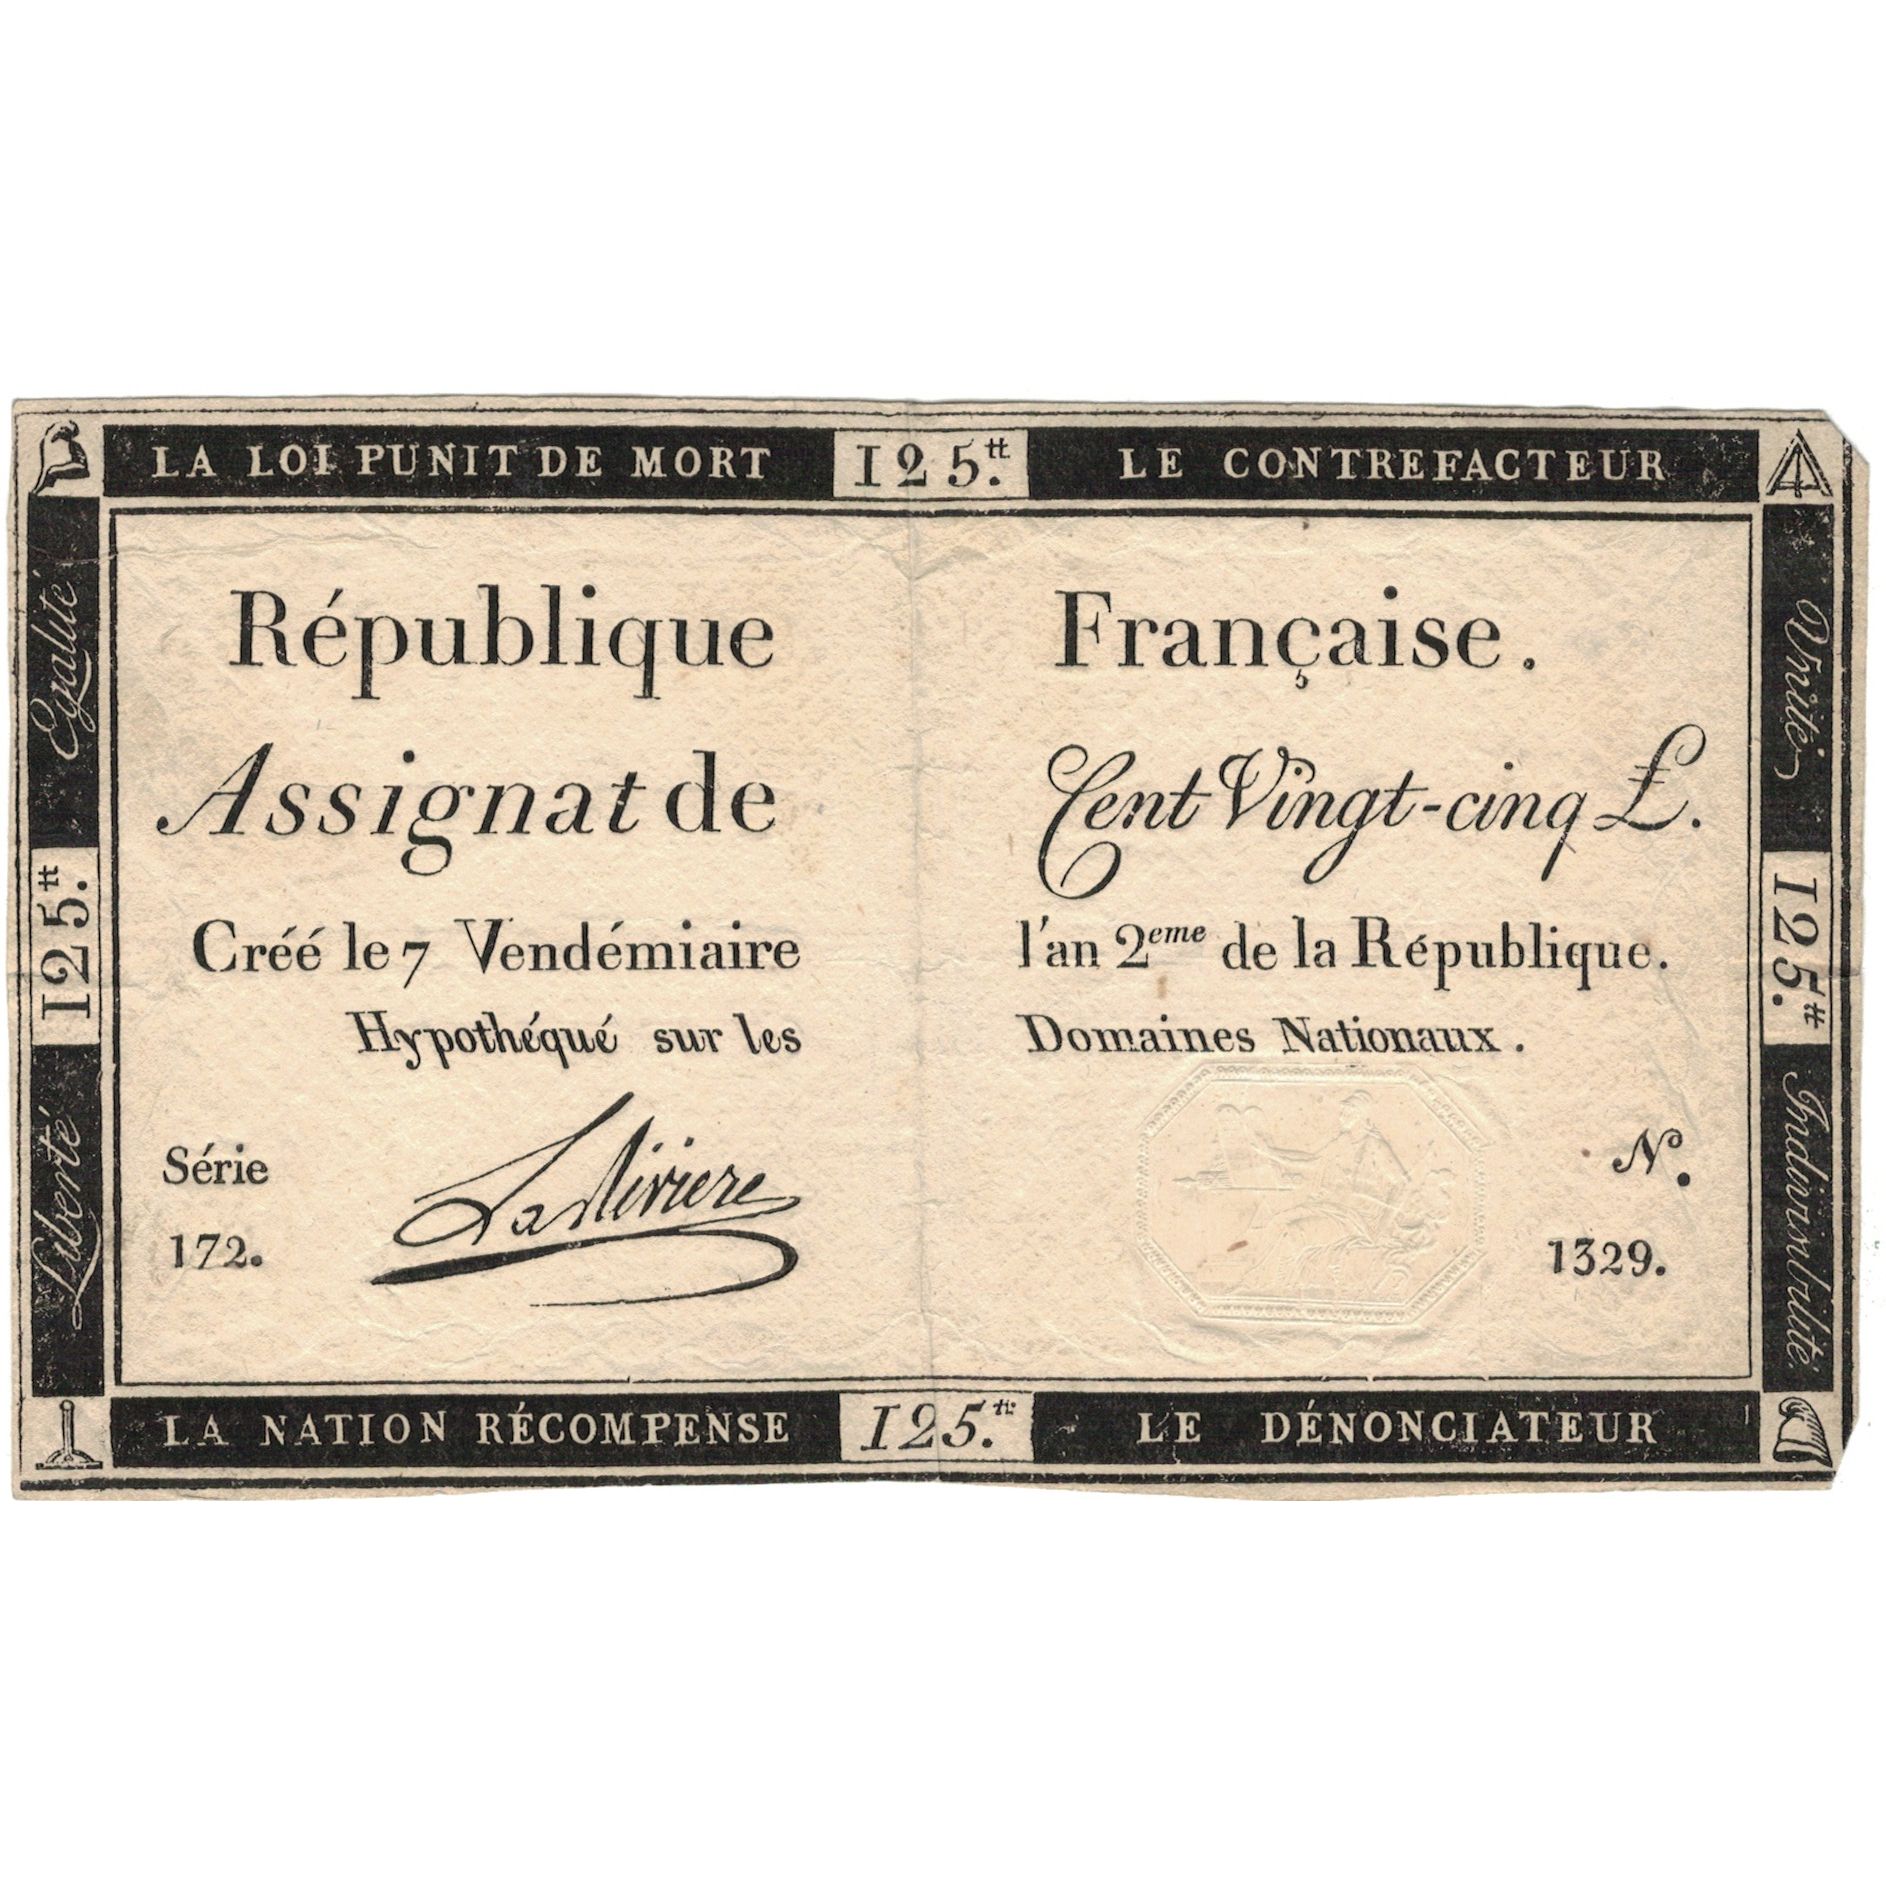 LA LOI PUNIT DE MORT 125.tt LE CONTREFACTEUR
République Française.
Assignat de Cent Vingt-cinq ₤.
Créé le 7 Vendémiaire l'an 2eme de la République.
Hypothéqué sur les Domaines Nationaux.
Série
172.
LaRiviere
N.
1329.
Egalité
125.tt
Liberté
Unité
125.tt
Indivisibilité.
LA NATION RÉCOMPENSE 125.tt LE DÉNONCIATEUR